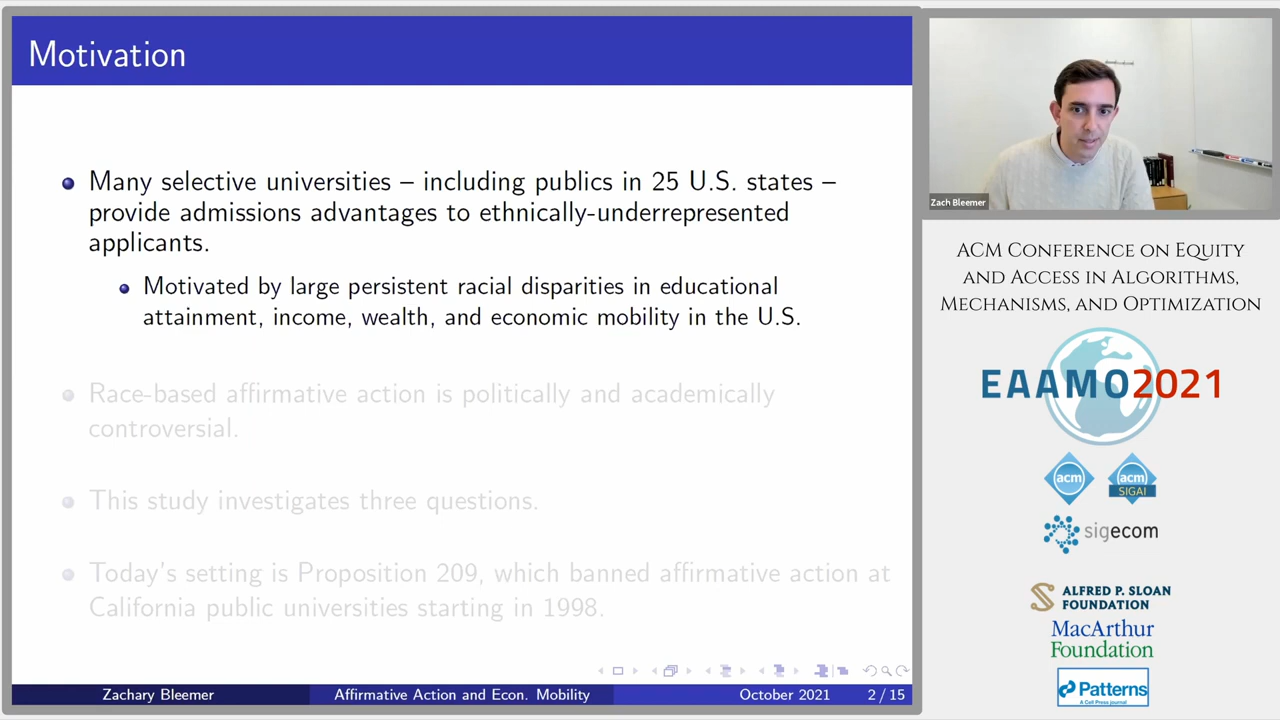 Motivation
Many selective universities – including publics in 25 U.S. states –
provide admissions advantages to ethnically-underrepresented
applicants.
Motivated by large persistent racial disparities in educational
attainment, income, wealth, and economic mobility in the U.S.
Race-based affirmative action is politically and academically
controversial.
This study investigates three questions.
Today's setting is Proposition 209, which banned affirmative action at
California public universities starting in 1998.
Zachary Bleemer
Affirmative Action and Econ. Mobility
October 2021
2 / 15
Zach Bleemer
ACM Conference on Equity
and Access in Algorithms,
Mechanisms, and Optimization
EAAMO2021
acm
acm
SIGAI
sigecom
ALFRED P. SLOAN
FOUNDATION
MacArthur
Foundation
Patterns
A Cell Press journal